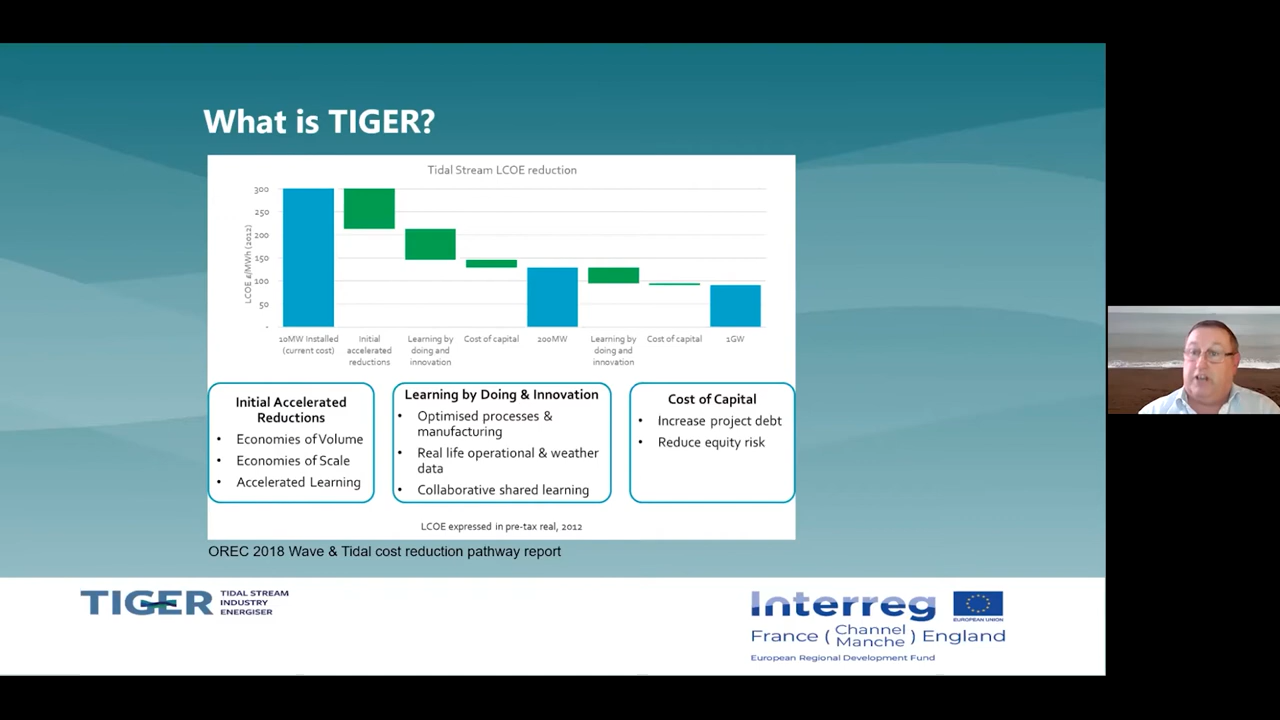 What is TIGER?
Tidal Stream LCOE reduction
LCOE £/MWh (2012)
300
250
200
150
100
50
-
10MW Installed
(current cost)
Initial
accelerated
reductions
Learning by
doing and
innovation
Cost of capital
200MW
Learning by
doing and
innovation
Cost of capital
1GW
Initial Accelerated
Reductions
• Economies of Volume
• Economies of Scale
• Accelerated Learning
Learning by Doing & Innovation
• Optimised processes &
manufacturing
• Real life operational & weather
data
• Collaborative shared learning
Cost of Capital
• Increase project debt
• Reduce equity risk
LCOE expressed in pre-tax real, 2012
OREC 2018 Wave & Tidal cost reduction pathway report
TIGER
TIDAL STREAM
INDUSTRY
ENERGISER
Interreg
EUROPEAN UNION
France ( Channel
Manche ) England
European Regional Development Fund